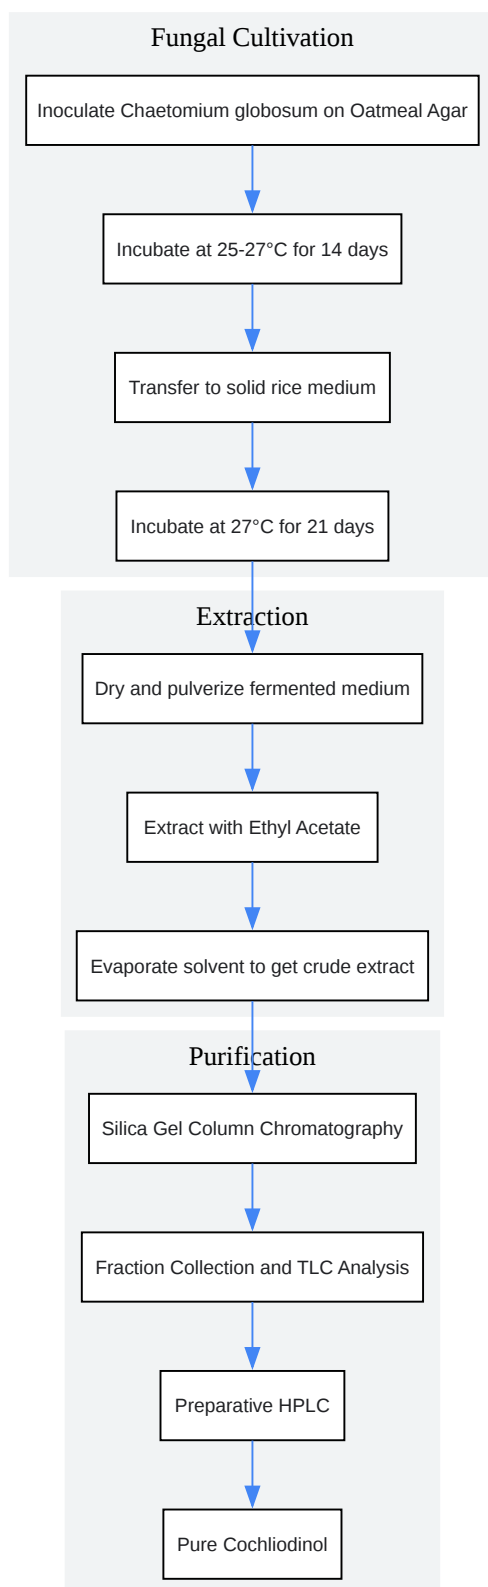 Fungal Cultivation
Inoculate Chaetomium globosum on Oatmeal Agar
Incubate at 25-27°C for 14 days
Transfer to solid rice medium
Incubate at 27°C for 21 days
Extraction
Dry and pulverize fermented medium
Extract with Ethyl Acetate
Evaporate solvent to get crude extract
Purification
Silica Gel Column Chromatography
Fraction Collection and TLC Analysis
Preparative HPLC
Pure Cochliodinol